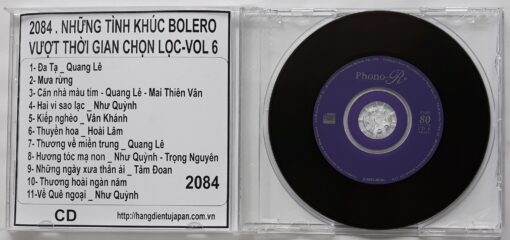 2084 . NHỮNG TÌNH KHÚC BOLERO
VƯỢT THỜI GIAN CHỌN LỌC-VOL 6
1- Đa Tạ _ Quang Lê
2- Mưa rừng
3- Căn nhà màu tím - Quang Lê - Mai Thiên Vân
4- Hai vì sao lạc _ Như Quỳnh
5- Kiếp nghèo _ Vân Khánh
6- Thuyền hoa _ Hoài Lâm
7- Thương về miền trung _ Quang Lê
8- Hương tóc mạ non _ Như Quỳnh - Trọng Nguyên
9- Những ngày xưa thân ái _ Tâm Đoan
10- Thương hoài ngàn năm
11-Về Quê ngoại _ Như Quỳnh
2084
CD http://hangdientujapan.com.vn/
Phono-R
80